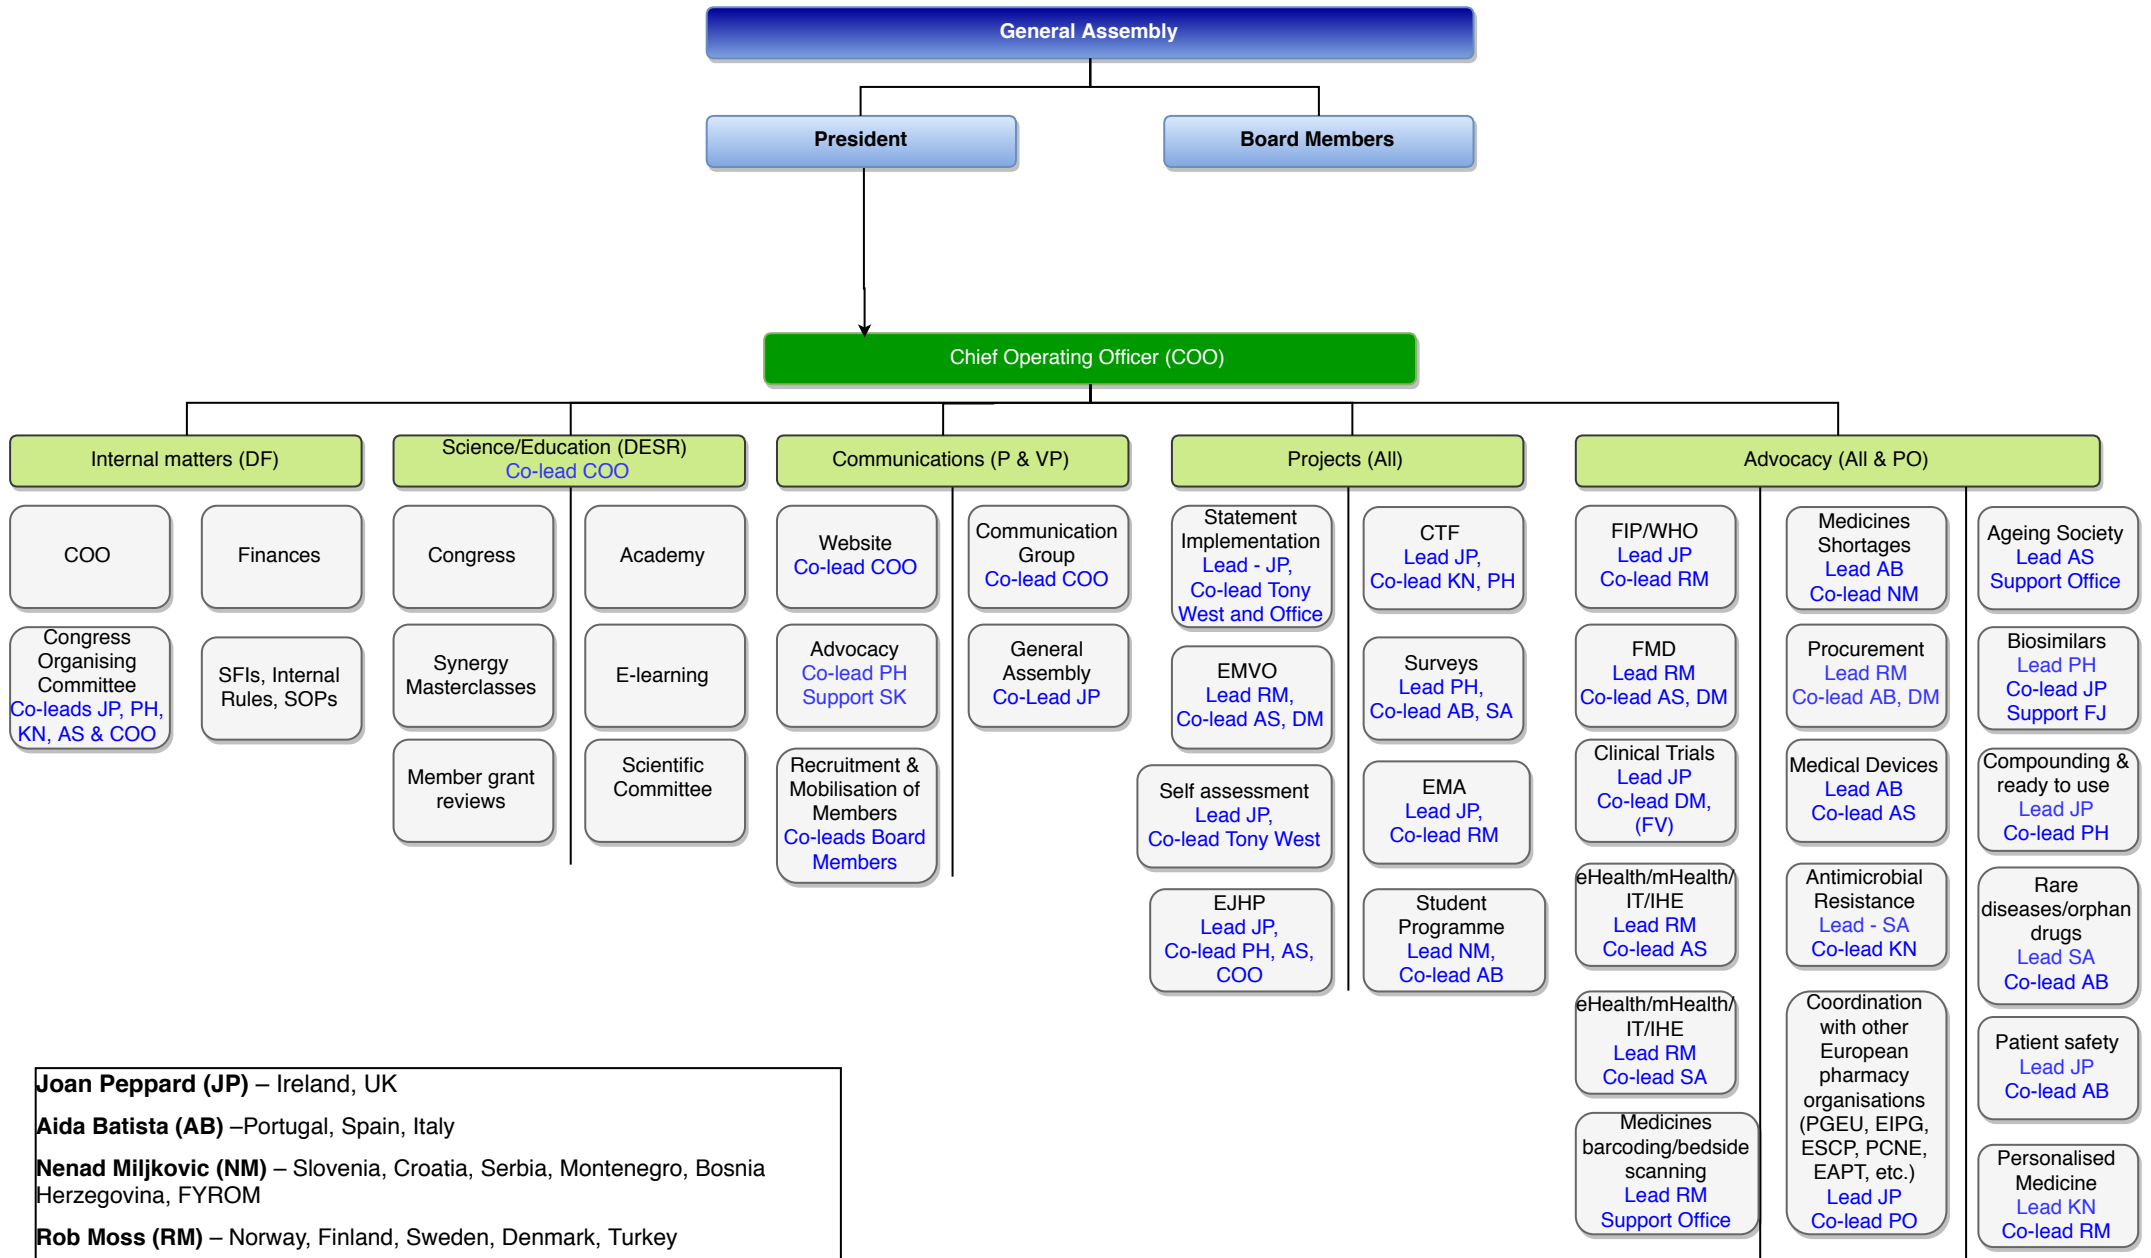 General Assembly
President
Board Members
Chief Operating Officer (COO)
Internal matters (DF)
COO
Finances
Congress
Organising
Committee
Co-leads JP, PH,
KN, AS & COO
SFIs, Internal
Rules, SOPs
Science/Education (DESR)
Co-lead COO
Congress
Academy
Synergy
Masterclasses
E-learning
Member grant
reviews
Scientific
Committee
Communications (P & VP)
Website
Co-lead COO
Communication
Group
Co-lead COO
Advocacy
Co-lead PH
Support SK
General
Assembly
Co-Lead JP
Recruitment &
Mobilisation of
Members
Co-leads Board
Members
Projects (All)
Statement
Implementation
Lead - JP,
Co-lead Tony
West and Office
CTF
Lead JP,
Co-lead KN, PH
EMVO
Lead RM,
Co-lead AS, DM
Surveys
Lead PH,
Co-lead AB, SA
Self assessment
Lead JP,
Co-lead Tony West
EMA
Lead JP,
Co-lead RM
EJHP
Lead JP,
Co-lead PH, AS,
COO
Student
Programme
Lead NM,
Co-lead AB
Advocacy (All & PO)
FIP/WHO
Lead JP
Co-lead RM
Medicines
Shortages
Lead AB
Co-lead NM
Ageing Society
Lead AS
Support Office
FMD
Lead RM
Co-lead AS, DM
Procurement
Lead RM
Co-lead AB, DM
Biosimilars
Lead PH
Co-lead JP
Support FJ
Clinical Trials
Lead JP
Co-lead DM,
(FV)
Medical Devices
Lead AB
Co-lead AS
Compounding &
ready to use
Lead JP
Co-lead PH
eHealth/mHealth/
IT/IHE
Lead RM
Co-lead AS
Antimicrobial
Resistance
Lead - SA
Co-lead KN
Rare
diseases/orphan
drugs
Lead SA
Co-lead AB
eHealth/mHealth/
IT/IHE
Lead RM
Co-lead SA
Coordination
with other
European
pharmacy
organisations
(PGEU, EIPG,
ESCP, PCNE,
EAPT, etc.)
Lead JP
Co-lead PO
Patient safety
Lead JP
Co-lead AB
Medicines
barcoding/bedside
scanning
Lead RM
Support Office
Personalised
Medicine
Lead KN
Co-lead RM
Joan Peppard (JP) – Ireland, UK
Aida Batista (AB) –Portugal, Spain, Italy
Nenad Miljkovic (NM) – Slovenia, Croatia, Serbia, Montenegro, Bosnia
Herzegovina, FYROM
Rob Moss (RM) – Norway, Finland, Sweden, Denmark, Turkey